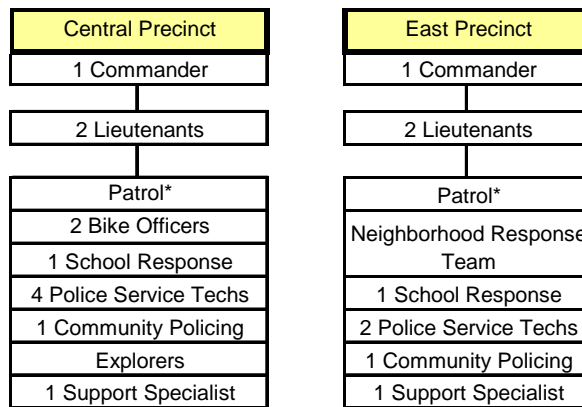 Central Precinct
1 Commander
2 Lieutenants
Patrol*
2 Bike Officers
1 School Response
4 Police Service Techs
1 Community Policing
Explorers
1 Support Specialist
East Precinct
1 Commander
2 Lieutenants
Patrol*
Neighborhood Response
Team
1 School Response
2 Police Service Techs
1 Community Policing
1 Support Specialist